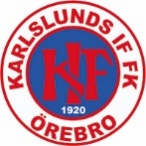 KARLSLUNDS IF FK
KIF
1920
ÖREBRO